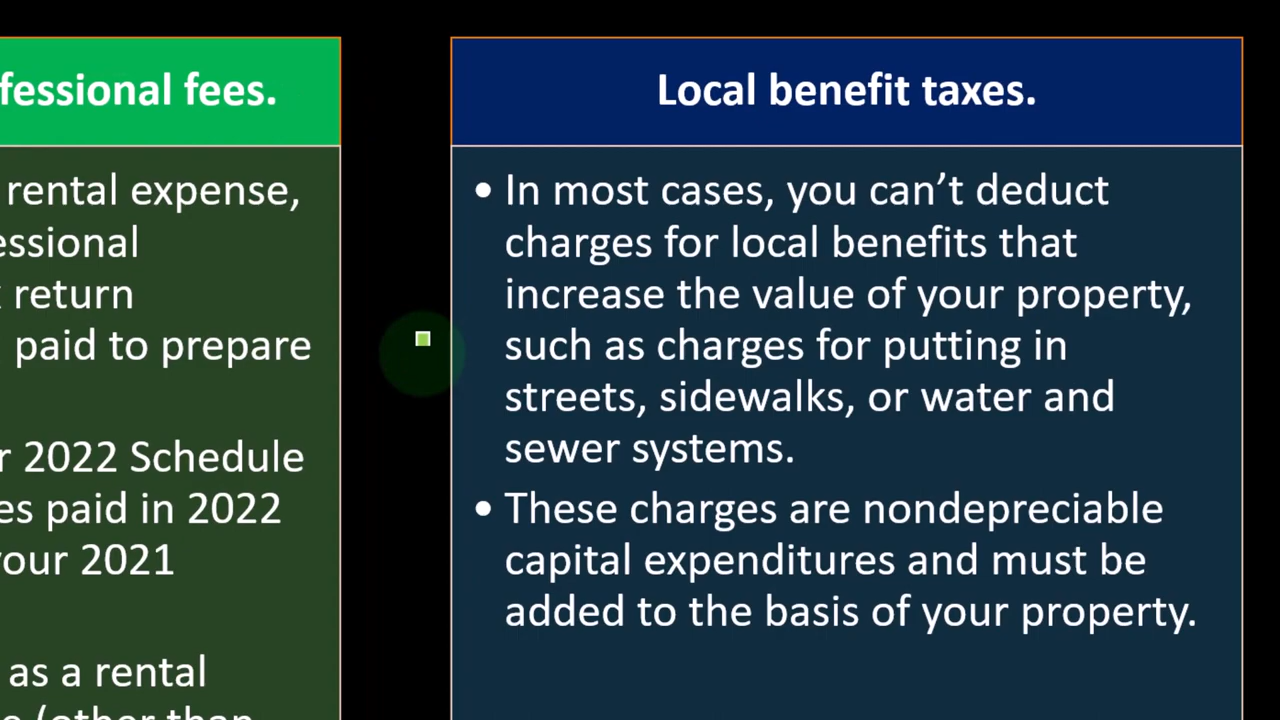 fessional fees.
rental expense,
essional
return
paid to prepare
r 2022 Schedule
es paid in 2022
our 2021
as a rental
(other than
Local benefit taxes.
• In most cases, you can’t deduct
charges for local benefits that
increase the value of your property,
such as charges for putting in
streets, sidewalks, or water and
sewer systems.
• These charges are nondepreciable
capital expenditures and must be
added to the basis of your property.